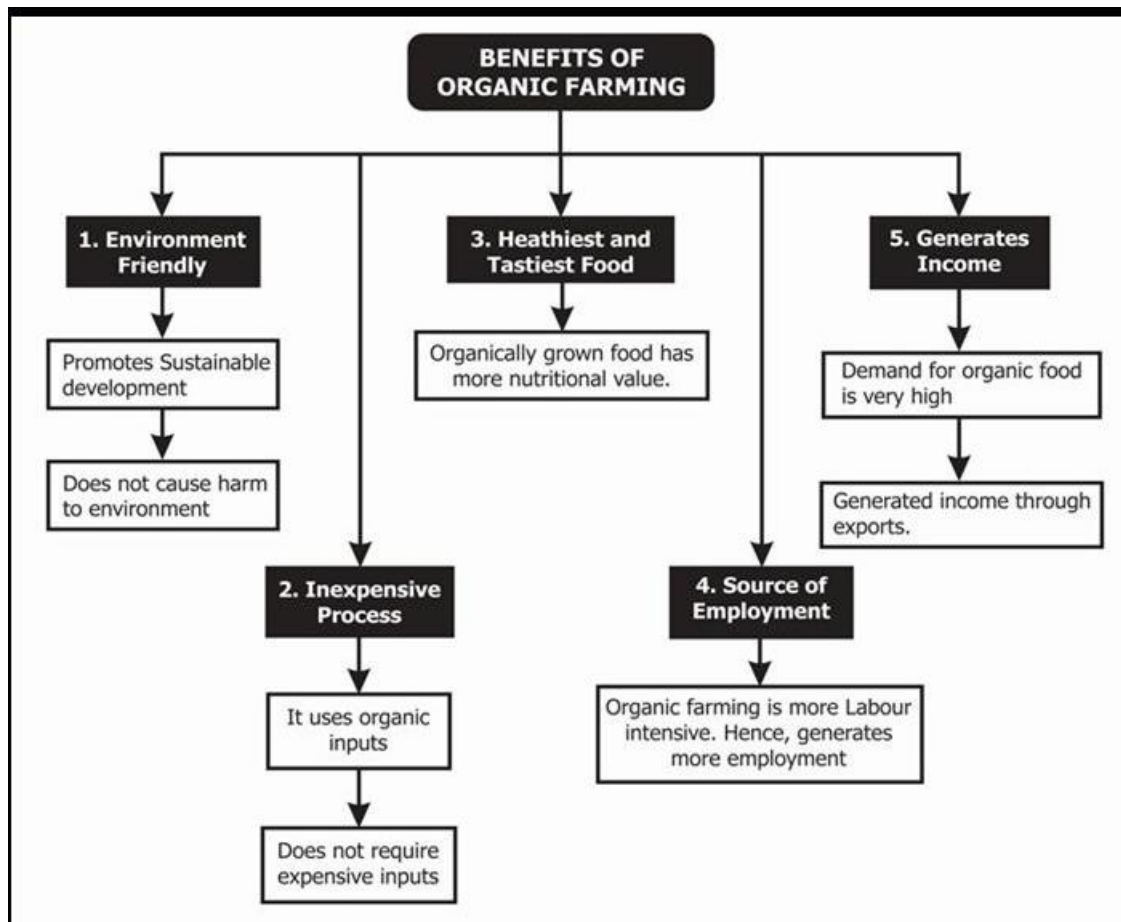 BENEFITS OF
ORGANIC FARMING
1. Environment
Friendly
Promotes Sustainable
development
Does not cause harm
to environment
2. Inexpensive
Process
It uses organic
inputs
Does not require
expensive inputs
3. Heathiest and
Tastiest Food
Organically grown food has
more nutritional value.
4. Source of
Employment
Organic farming is more Labour
intensive. Hence, generates
more employment
5. Generates
Income
Demand for organic food
is very high
Generated income through
exports.